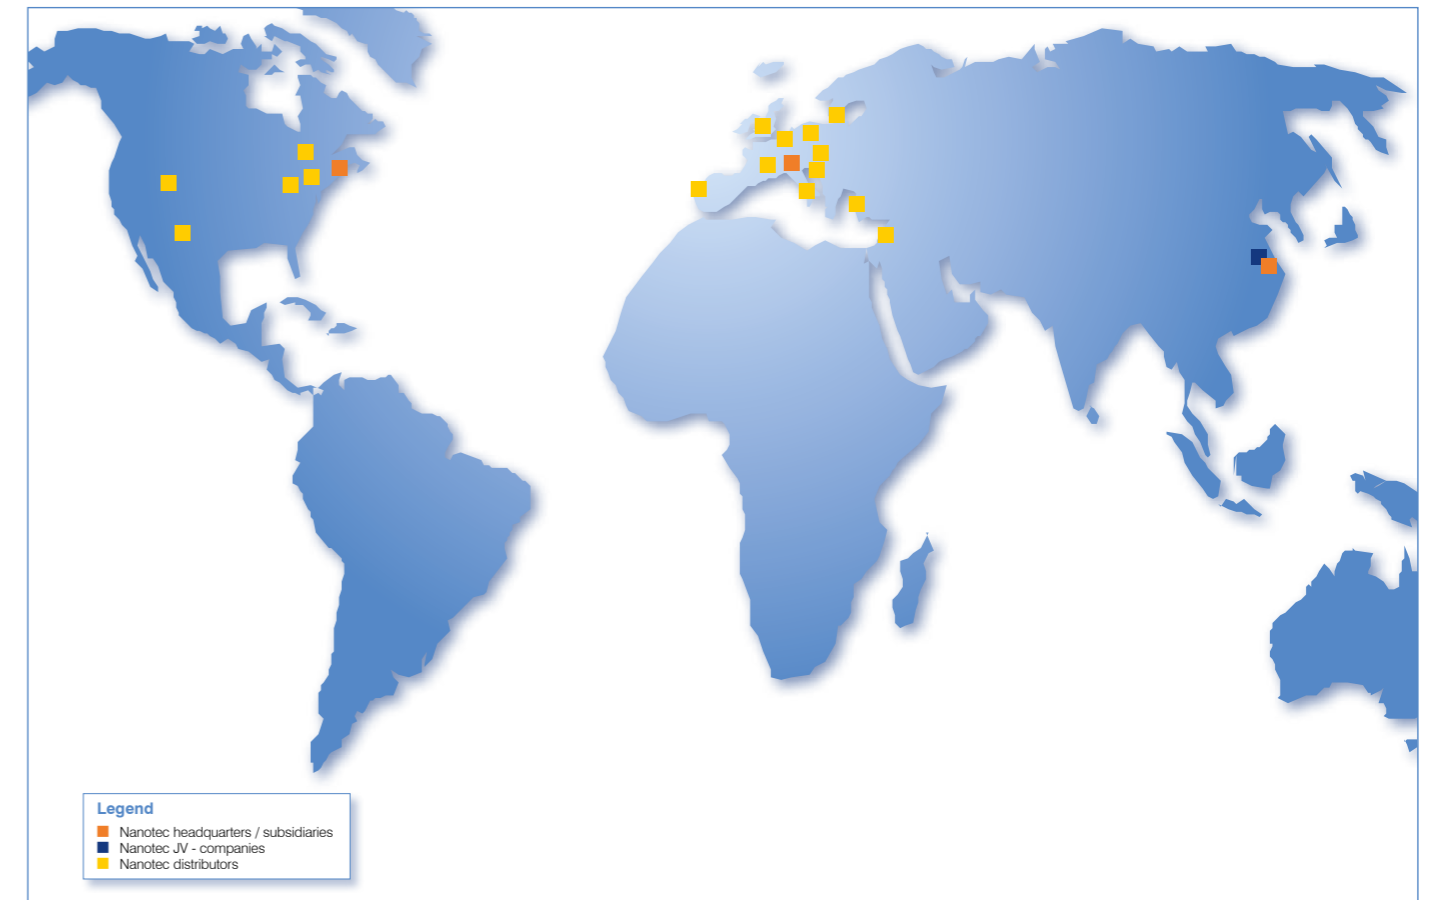 Legend
Nanotec headquarters / subsidiaries
Nanotec JV - companies
Nanotec distributors